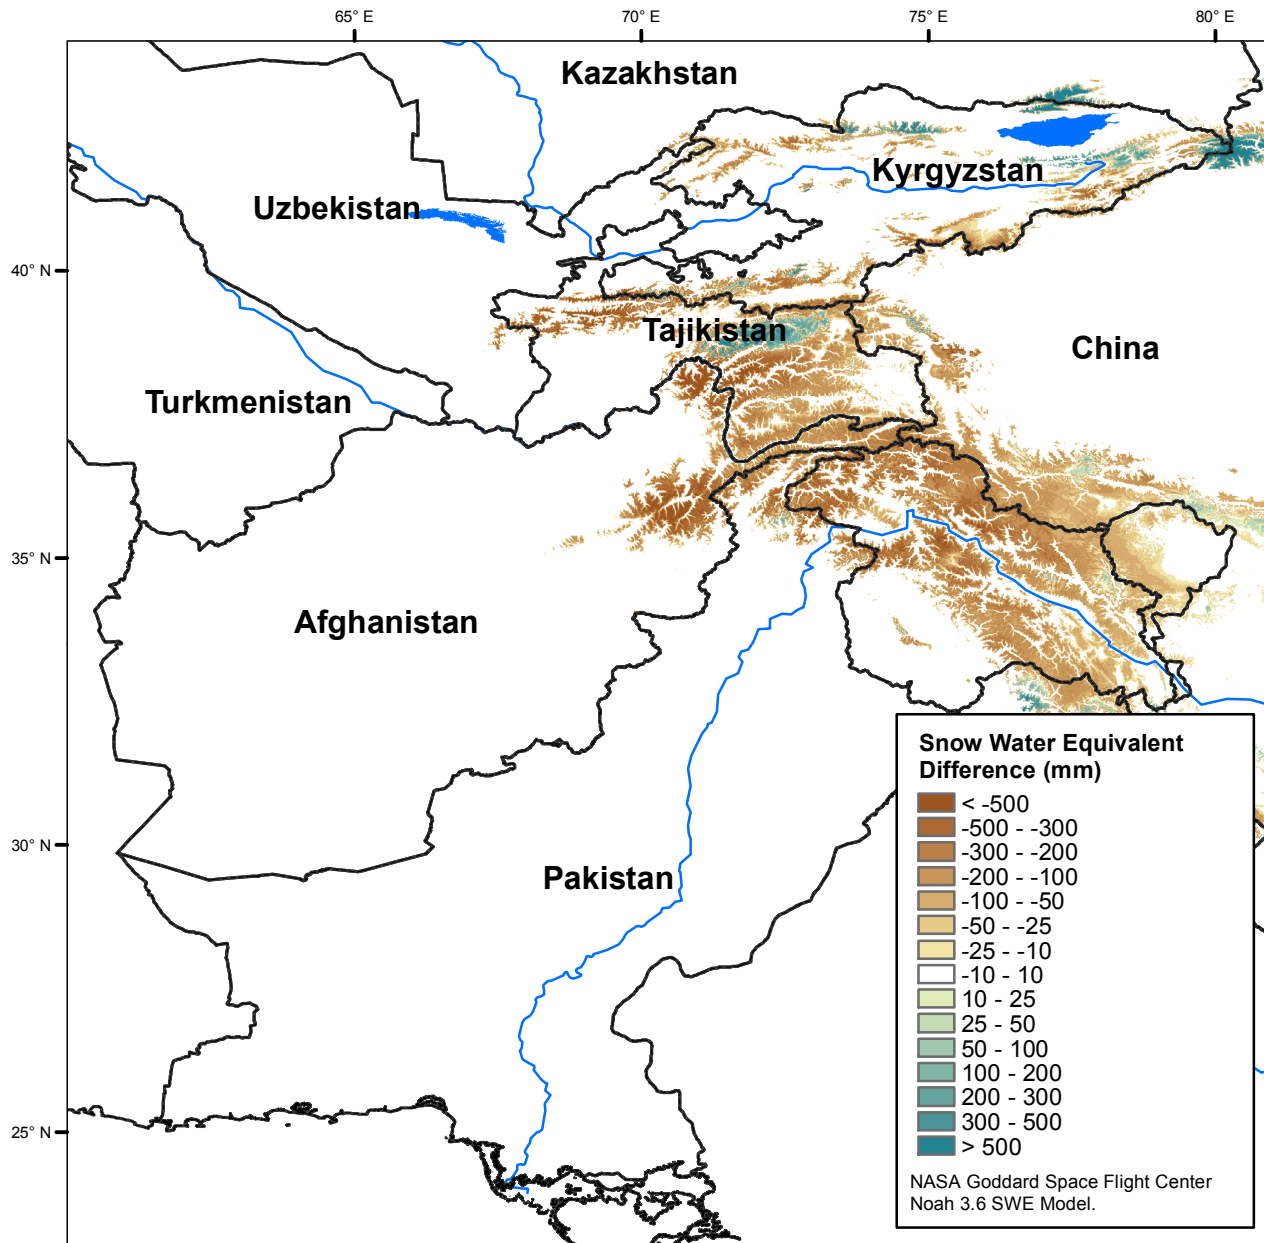 65° E
70° E
75° E
80° E
Kazakhstan
Kyrgyzstan
Uzbekistan
40° N
Tajikistan
China
Turkmenistan
35° N
Afghanistan
Snow Water Equivalent
Difference (mm)
< -500
-500 - -300
-300 - -200
-200 - -100
-100 - -50
-50 - -25
-25 - -10
-10 - 10
10 - 25
25 - 50
50 - 100
100 - 200
200 - 300
300 - 500
> 500
NASA Goddard Space Flight Center
Noah 3.6 SWE Model.
30° N
Pakistan
25° N